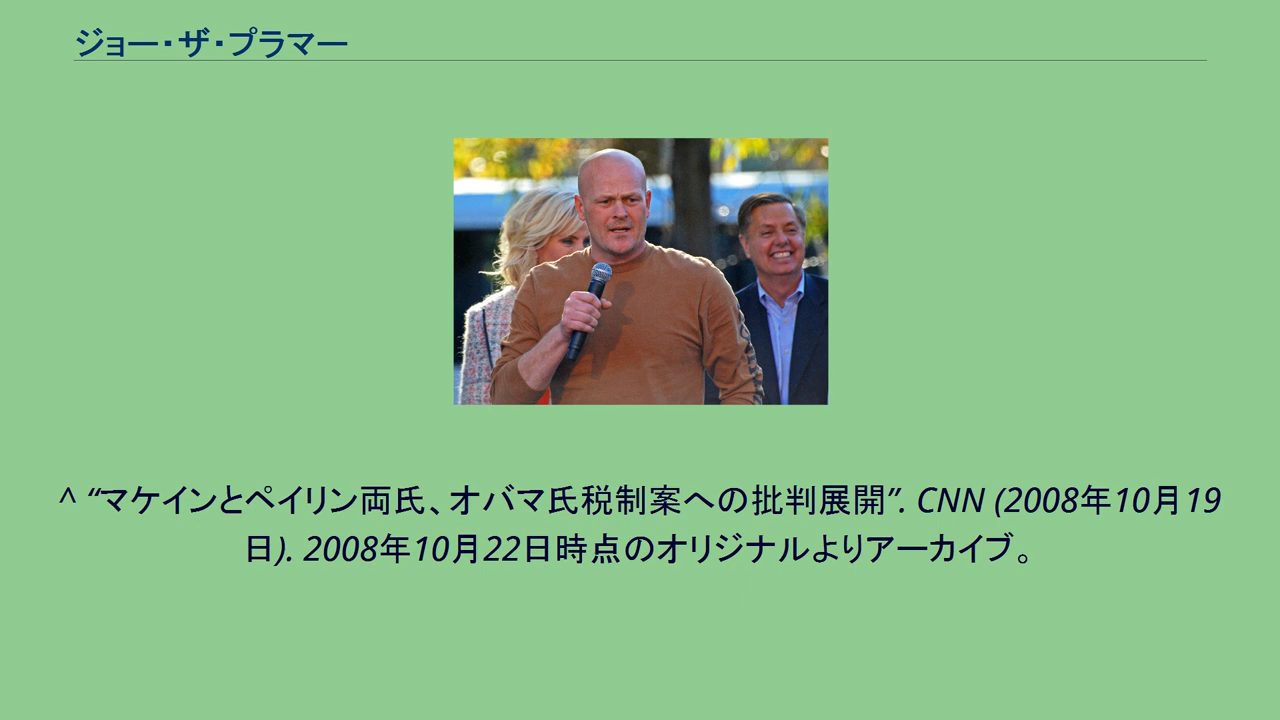 ジョー・ザ・プラマー
^ “マケインとペイリン両氏、オバマ氏税制案への批判展開”. CNN (2008年10月19
日). 2008年10月22日時点のオリジナルよりアーカイブ。